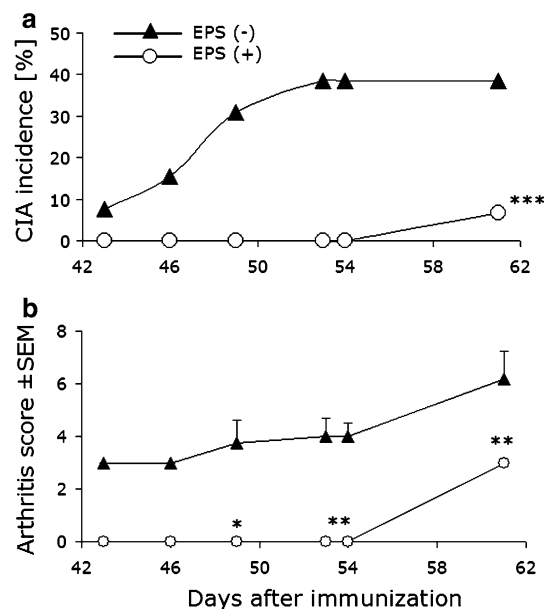 a
EPS (-)
EPS (+)
CIA incidence [%]
50
40
30
20
10
0
***
42 46 50 54 58 62
b
Arthritis score ±SEM
8
6
4
2
0
* ** **
42 46 50 54 58 62
Days after immunization